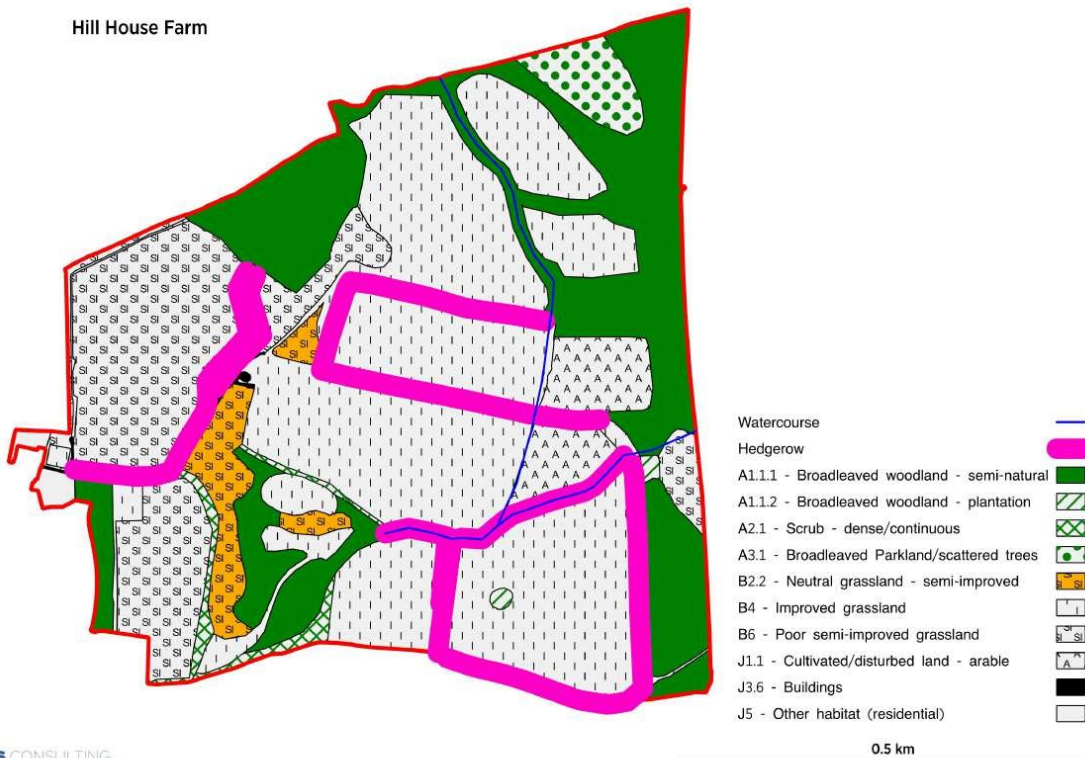 Hill House Farm
Watercourse
Hedgerow
A1.1.1 - Broadleaved woodland - semi-natural
A1.1.2 - Broadleaved woodland - plantation
A2.1 - Scrub - dense/continuous
A3.1 - Broadleaved Parkland/scattered trees
B2.2 - Neutral grassland - semi-improved
B4 - Improved grassland
B6 - Poor semi-improved grassland
J1.1 - Cultivated/disturbed land - arable
J3.6 - Buildings
J5 - Other habitat (residential)
0.5 km
CONSULTING